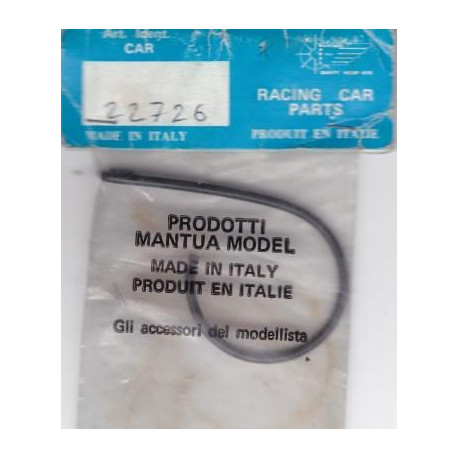 Art. Ident.
CAR
22726
MADE IN ITALY
RACING CAR
PARTS
PRODUIT EN ITALIE
PRODOTTI
MANTUA MODEL
MADE IN ITALY
PRODUIT EN ITALIE
Gli accessori del modellista